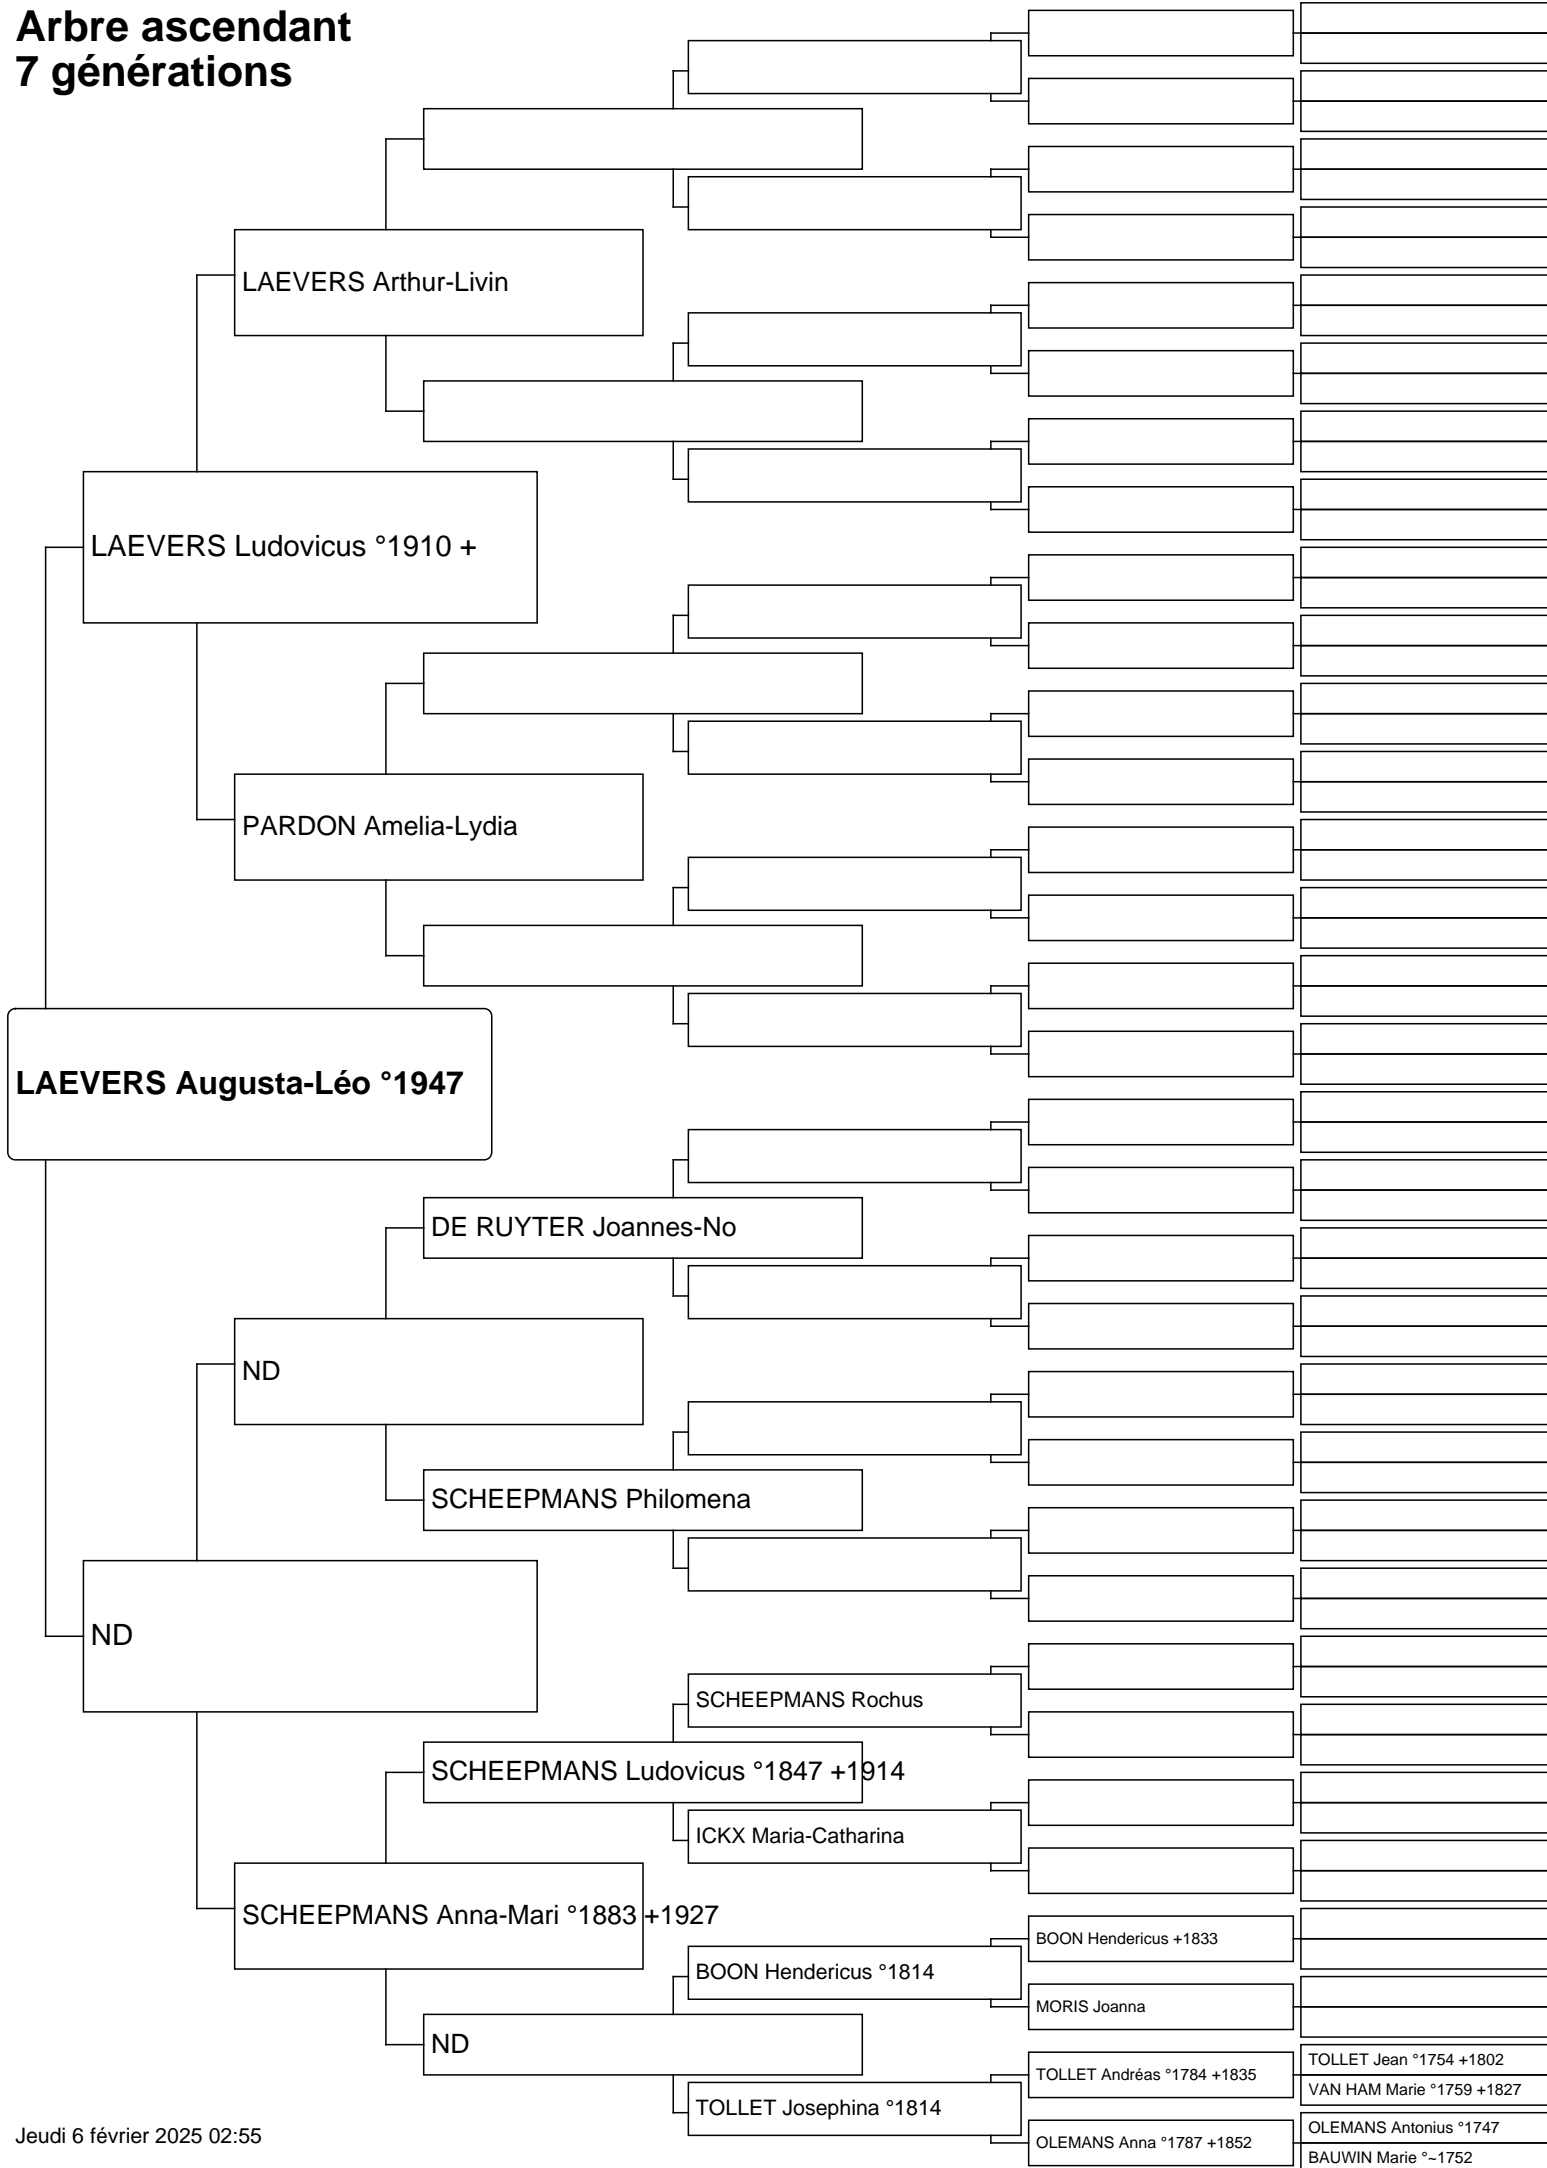 Arbre ascendant
7 générations
LAEVERS Arthur-Livin
LAEVERS Ludovicus °1910 +
PARDON Amelia-Lydia
LAEVERS Augusta-Léo °1947
DE RUYTER Joannes-No
ND
SCHEEPMANS Philomena
ND
SCHEEPMANS Rochus
SCHEEPMANS Ludovicus °1847 +1914
ICKX Maria-Catharina
SCHEEPMANS Anna-Mari °1883 +1927
BOON Hendericus +1833
BOON Hendericus °1814
MORIS Joanna
ND
TOLLET Jean °1754 +1802
TOLLET Andréas °1784 +1835
VAN HAM Marie °1759 +1827
TOLLET Josephina °1814
OLEMANS Antonius °1747
OLEMANS Anna °1787 +1852
BAUWIN Marie °~1752
Jeudi 6 février 2025 02:55